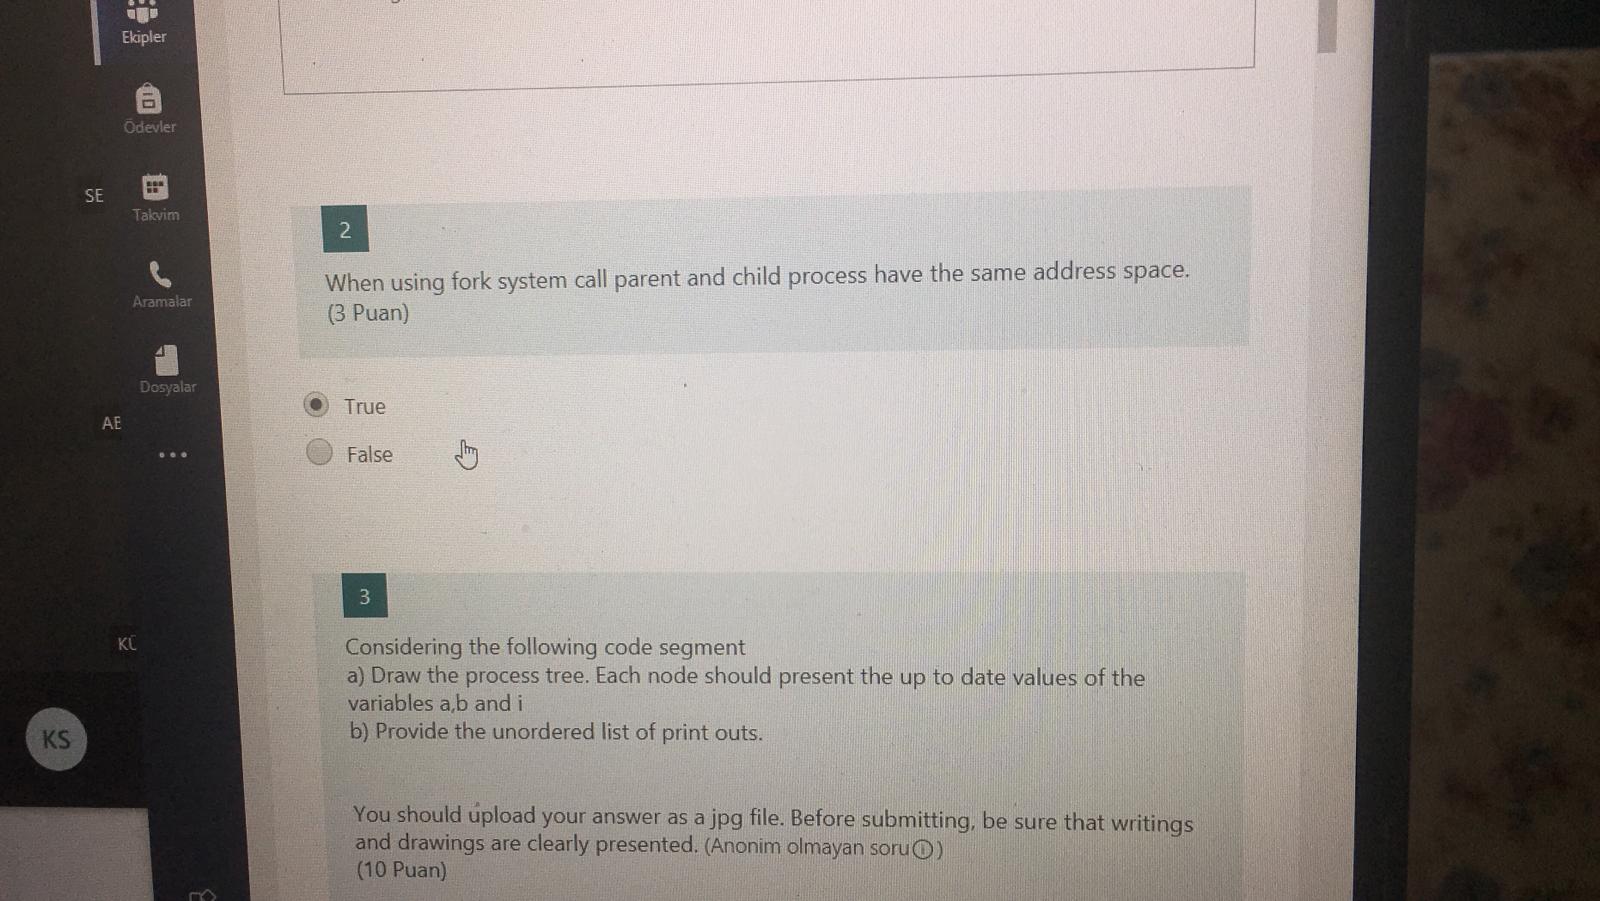 Ekipler
Ödevler
SE
Takvim
Aramalar
Dosyalar
AE
KÜ
KS
2
When using fork system call parent and child process have the same address space.
(3 Puan)
True
False
3
Considering the following code segment
a) Draw the process tree. Each node should present the up to date values of the
variables a,b and i
b) Provide the unordered list of print outs.
You should upload your answer as a jpg file. Before submitting, be sure that writings
and drawings are clearly presented. (Anonim olmayan soru)
(10 Puan)